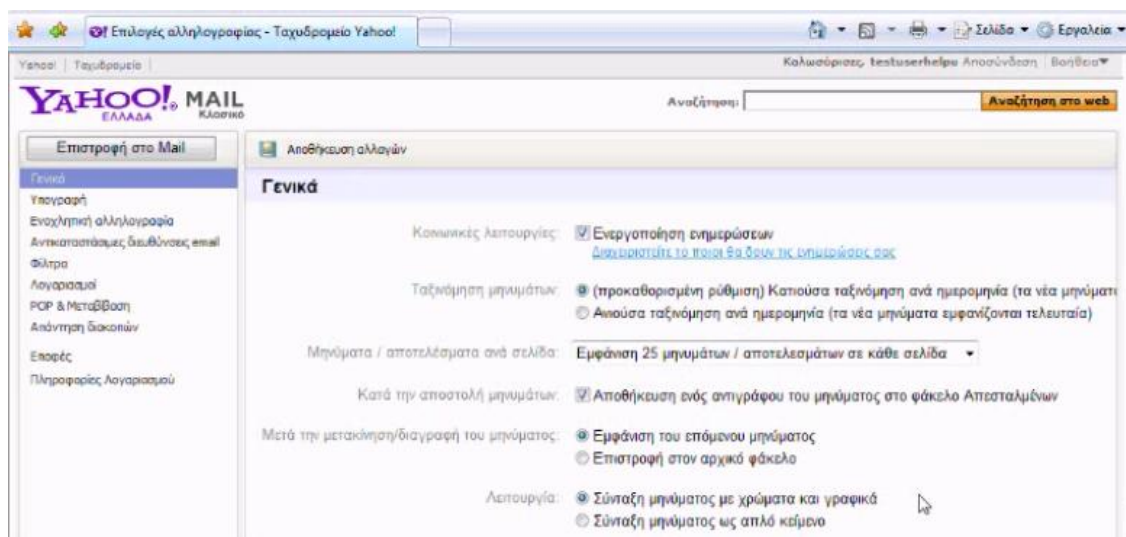 Επιλογές αλληλογραφίας - Ταχυδρομείο Yahoo!
Σελίδα Εργαλεία
Yahoo! | Ταχυδρομείο |
Καλωσόρισες, testuserhelpu Αποσύνδεση | Βοήθεια
YAHOO! MAIL
ΕΛΛΑΔΑ Κλασικό
Αναζήτηση: Αναζήτηση στο web
Επιστροφή στο Mail
Αποθήκευση αλλαγών
Γενικά
Υπογραφή
Ενοχλητική αλληλογραφία
Αντικαταστάσιμες διευθύνσεις email
Φίλτρα
Λογαριασμοί
POP & Μεταβίβαση
Απάντηση διακοπών
Επαφές
Πληροφορίες Λογαριασμού
Γενικά
Κοινωνικές λειτουργίες: Ενεργοποίηση ενημερώσεων
Διαχειριστείτε το ποιοι θα δουν τις ενημερώσεις σας
Ταξινόμηση μηνυμάτων: (προκαθορισμένη ρύθμιση) Κατιούσα ταξινόμηση ανά ημερομηνία (τα νέα μηνύματ
Ανιούσα ταξινόμηση ανά ημερομηνία (τα νέα μηνύματα εμφανίζονται τελευταία)
Μηνύματα / αποτελέσματα ανά σελίδα: Εμφάνιση 25 μηνυμάτων / αποτελεσμάτων σε κάθε σελίδα
Κατά την αποστολή μηνυμάτων: Αποθήκευση ενός αντιγράφου του μηνύματος στο φάκελο Απεσταλμένων
Μετά την μετακίνηση/διαγραφή του μηνύματος: Εμφάνιση του επόμενου μηνύματος
Επιστροφή στον αρχικό φάκελο
Λειτουργία: Σύνταξη μηνύματος με χρώματα και γραφικά
Σύνταξη μηνύματος ως απλό κείμενο